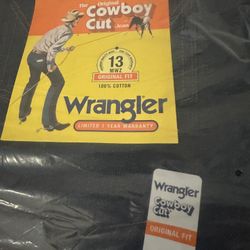 The Original
Cowboy
Cut Jean
13
MWZ
ORIGINAL FIT
100% COTTON
Wrangler
LIMITED 1 YEAR WARRANTY
Wrangler
Cowboy
Cut
ORIGINAL FIT